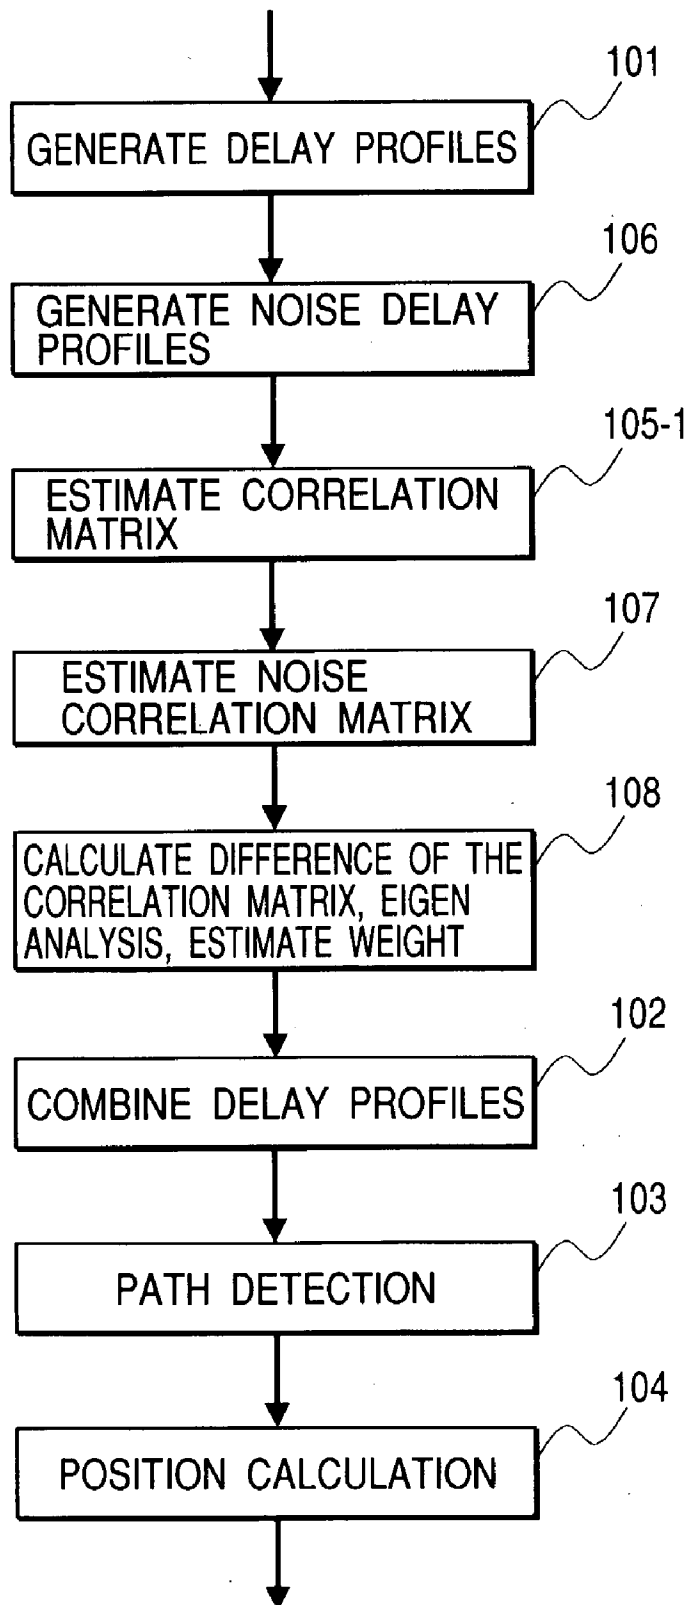 101
GENERATE DELAY PROFILES
106
GENERATE NOISE DELAY
PROFILES
105-1
ESTIMATE CORRELATION
MATRIX
107
ESTIMATE NOISE
CORRELATION MATRIX
108
CALCULATE DIFFERENCE OF THE
CORRELATION MATRIX, EIGEN
ANALYSIS, ESTIMATE WEIGHT
102
COMBINE DELAY PROFILES
103
PATH DETECTION
104
POSITION CALCULATION